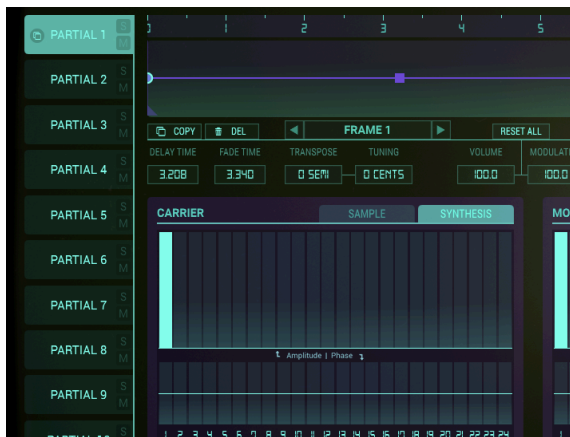 0 1 2 3 4 5
PARTIAL 1 S M
PARTIAL 2 S M
PARTIAL 3 S M
PARTIAL 4 S M
PARTIAL 5 S M
PARTIAL 6 S M
PARTIAL 7 S M
PARTIAL 8 S M
PARTIAL 9 S M
PARTIAL 10 S
COPY DEL FRAME 1 RESET ALL
DELAY TIME FADE TIME TRANSPOSE TUNING VOLUME
3.208 3.340 0 SEMI 0 CENTS 100.0 100.0
CARRIER SAMPLE SYNTHESIS MO
Amplitude | Phase
1 2 3 4 5 6 7 8 9 10 11 12 13 14 15 16 17 18 19 20 21 22 23 24